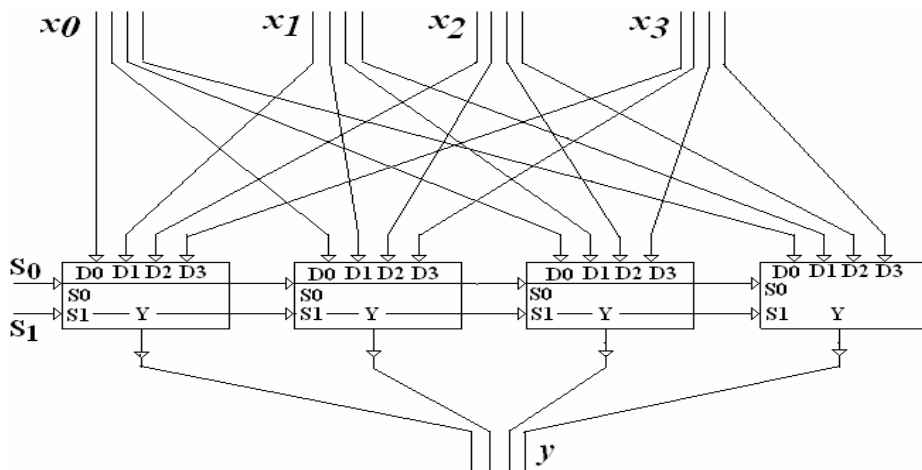 x0 x1 x2 x3
D0 D1 D2 D3 D0 D1 D2 D3 D0 D1 D2 D3 D0 D1 D2 D3
S0 S0 S0 S0 S0
S1 S1 Y S1 Y S1 Y S1 Y
y